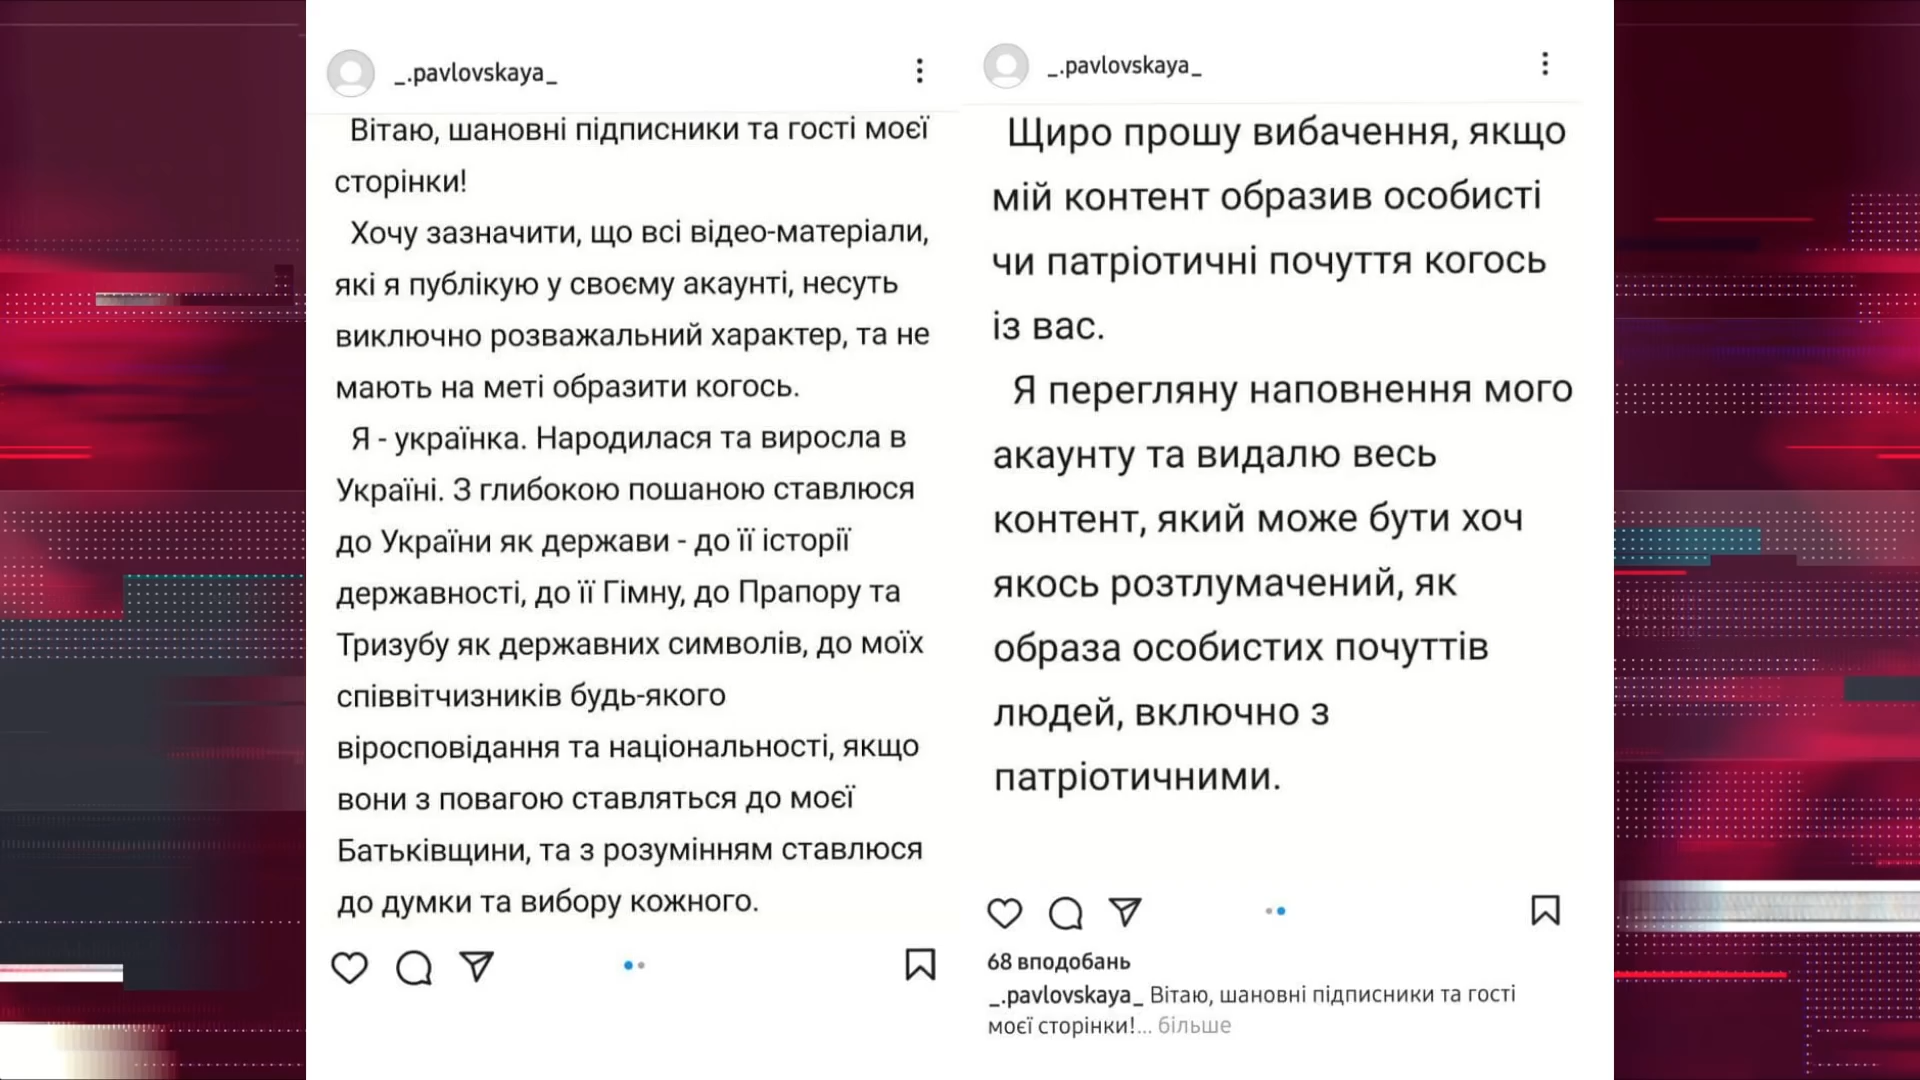 _.pavlovskaya_
Вітаю, шановні підписники та гості моєї
сторінки!
Хочу зазначити, що всі відео-матеріали,
які я публікую у своєму акаунті, несуть
виключно розважальний характер, та не
мають на меті образити когось.
Я - українка. Народилася та виросла в
Україні. З глибокою пошаною ставлюся
до України як держави - до її історії
державності, до її Гімну, до Прапору та
Тризубу як державних символів, до моїх
співвітчизників будь-якого
віросповідання та національності, якщо
вони з повагою ставляться до моєї
Батьківщини, та з розумінням ставлюся
до думки та вибору кожного.
_.pavlovskaya_
Щиро прошу вибачення, якщо
мій контент образив особисті
чи патріотичні почуття когось
із вас.
Я перегляну наповнення мого
акаунту та видалю весь
контент, який може бути хоч
якось розтлумачений, як
образа особистих почуттів
людей, включно з
патріотичними.
68 вподобань
_.pavlovskaya_ Вітаю, шановні підписники та гості
моєї сторінки!... більше